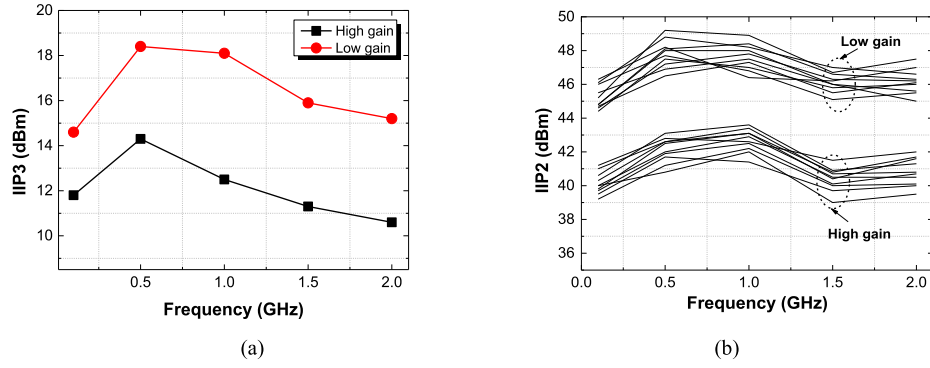 20
18
16
14
12
10
IIP3 (dBm)
High gain
Low gain
0.5 1.0 1.5 2.0
Frequency (GHz)
(a)
50
48
46
44
42
40
38
36
IIP2 (dBm)
Low gain
High gain
0.0 0.5 1.0 1.5 2.0
Frequency (GHz)
(b)